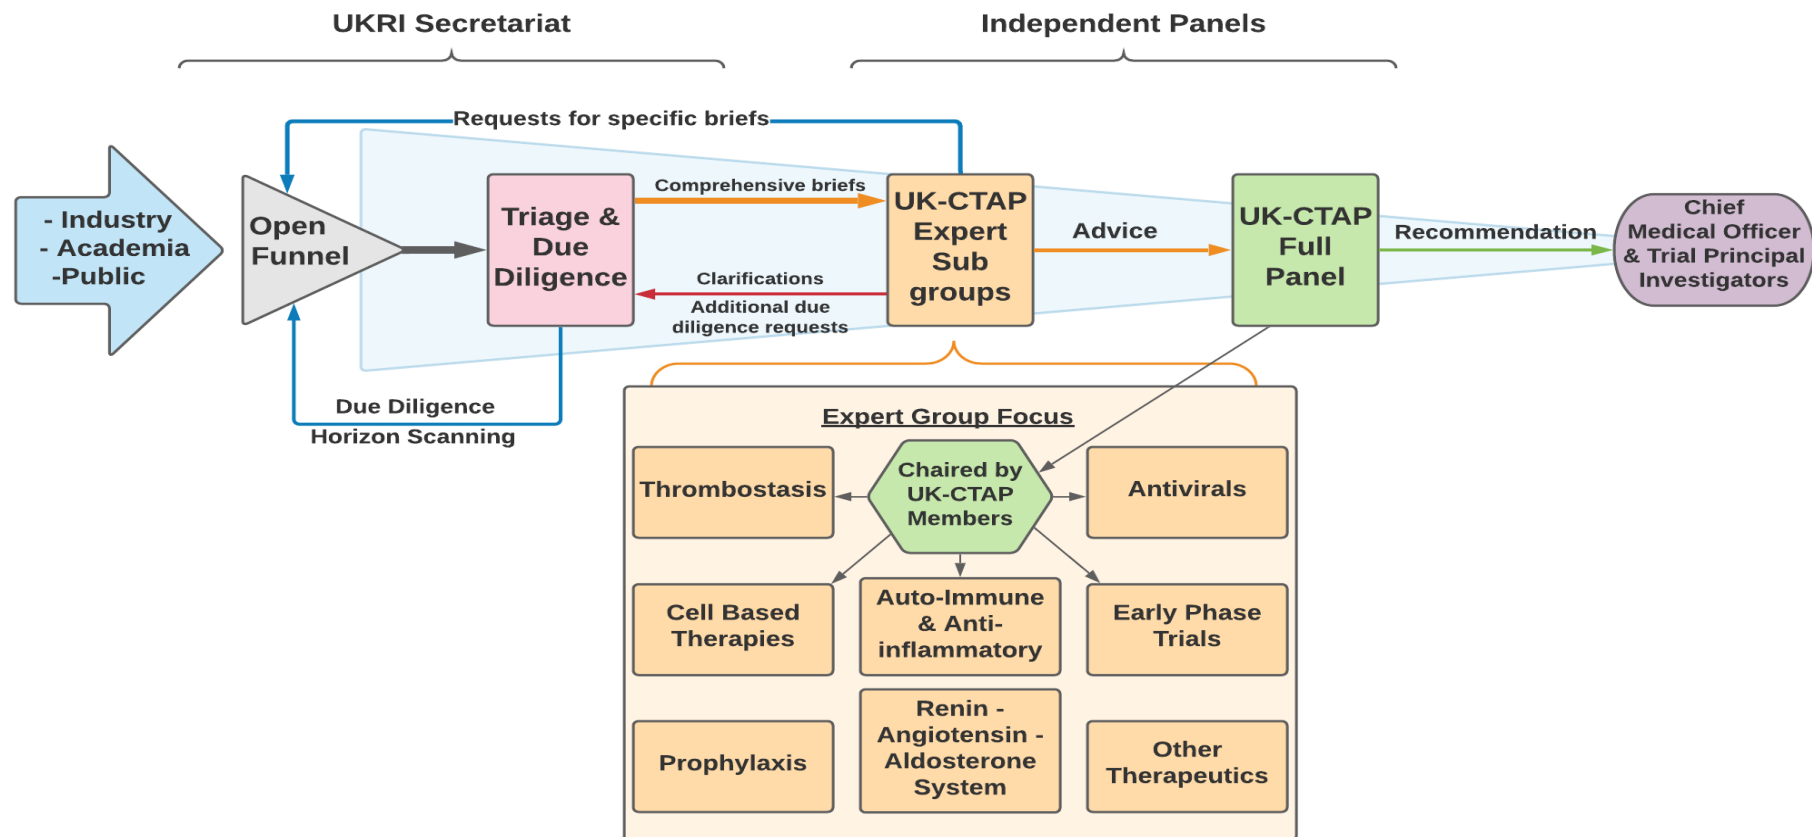 UKRI Secretariat
Independent Panels
Requests for specific briefs
- Industry
- Academia
-Public
Open
Funnel
Triage &
Due
Diligence
Comprehensive briefs
Clarifications
Additional due
diligence requests
UK-CTAP
Expert
Sub
groups
Advice
UK-CTAP
Full
Panel
Recommendation
Chief
Medical Officer
& Trial Principal
Investigators
Due Diligence
Horizon Scanning
Expert Group Focus
Thrombostasis
Chaired by
UK-CTAP
Members
Antivirals
Cell Based
Therapies
Auto-Immune
& Anti-
inflammatory
Early Phase
Trials
Prophylaxis
Renin -
Angiotensin -
Aldosterone
System
Other
Therapeutics